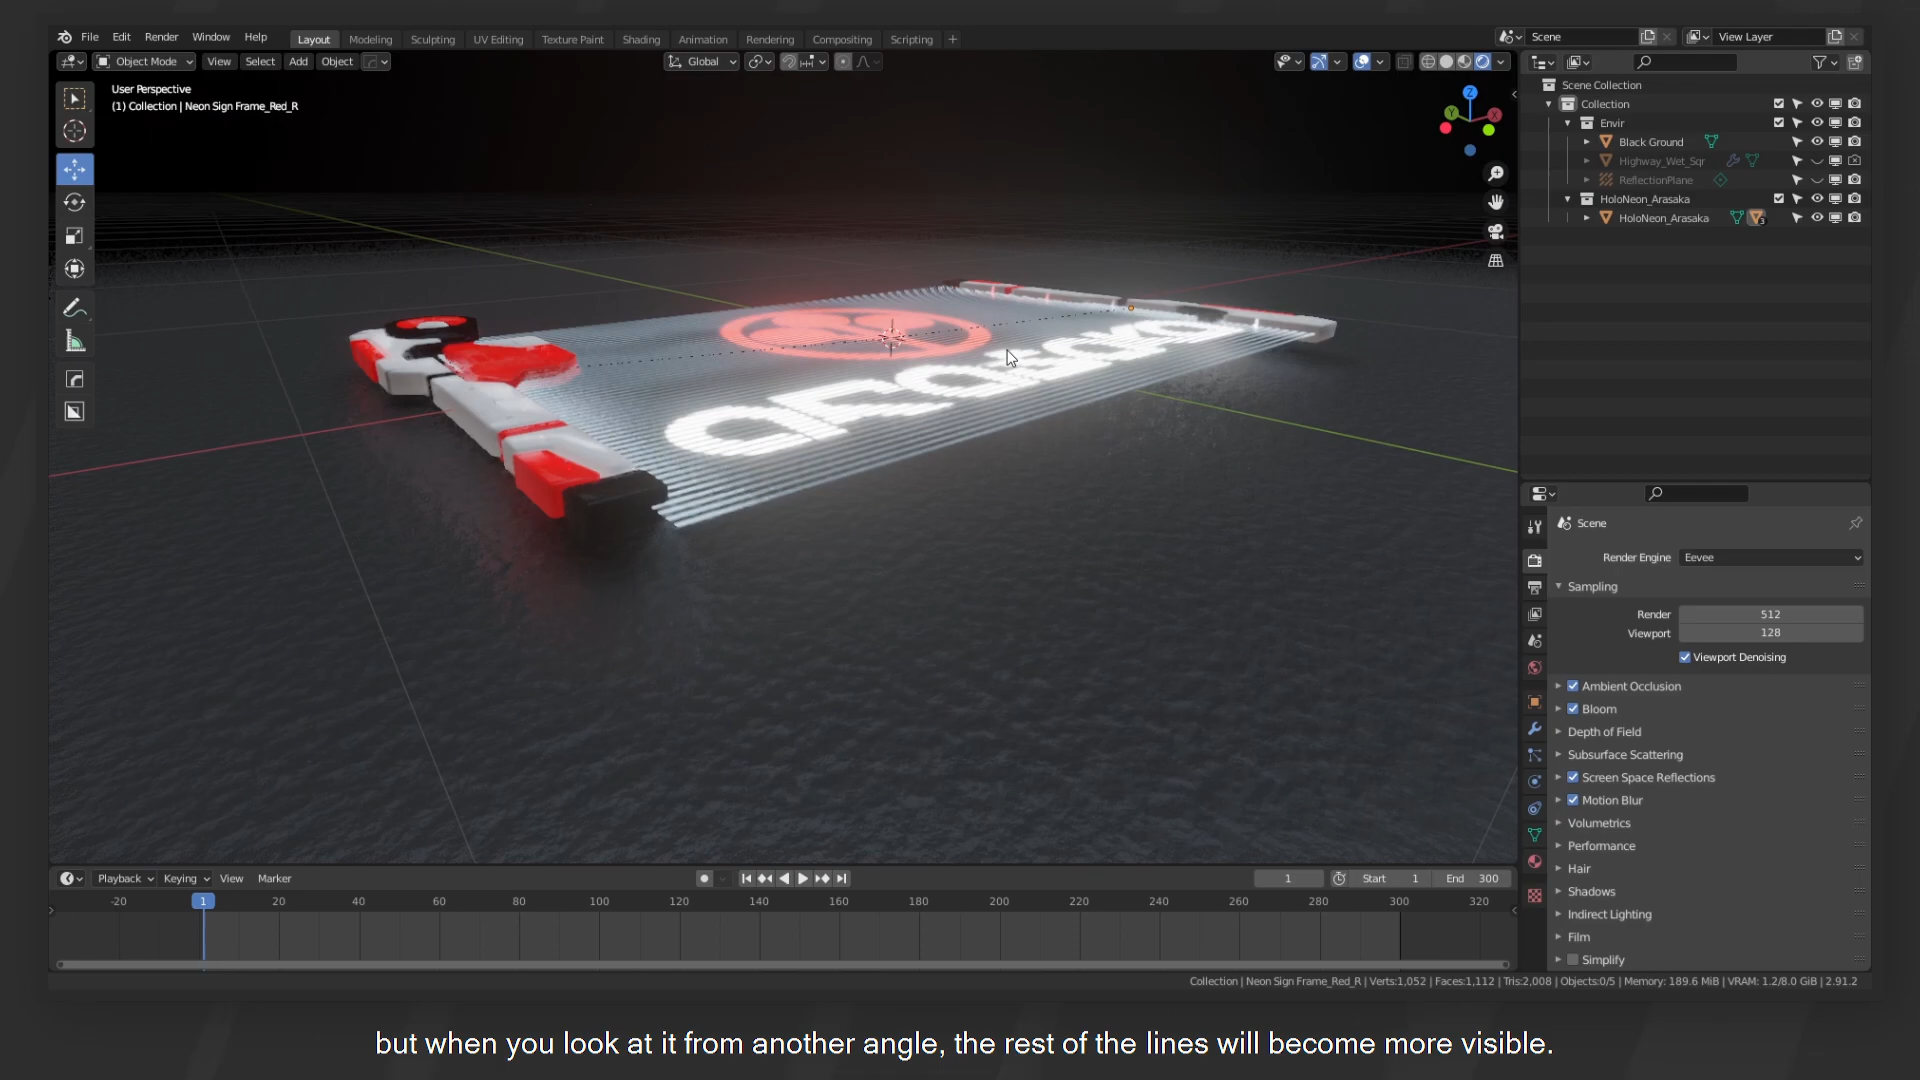 File Edit Render Window Help Layout Modeling Sculpting UV Editing Texture Paint Shading Animation Rendering Compositing Scripting + Scene View Layer
Object Mode View Select Add Object Global
User Perspective
(1) Collection | Neon Sign Frame_Red_R
Z
Y
X
arasaka
Scene Collection
Collection
Envir
Black Ground
Highway_Wet_Sqr
ReflectionPlane
HoloNeon_Arasaka
HoloNeon_Arasaka
3
Scene
Render Engine Eevee
Sampling
Render 512
Viewport 128
Viewport Denoising
Ambient Occlusion
Bloom
Depth of Field
Subsurface Scattering
Screen Space Reflections
Motion Blur
Volumetrics
Performance
Hair
Shadows
Indirect Lighting
Film
Simplify
Playback Keying View Marker 1 Start 1 End 300
-20 1 20 40 60 80 100 120 140 160 180 200 220 240 260 280 300 320
Collection | Neon Sign Frame_Red_R | Verts:1,052 | Faces:1,112 | Tris:2,008 | Objects:0/5 | Memory: 189.6 MiB | VRAM: 1.2/8.0 GiB | 2.91.2
but when you look at it from another angle, the rest of the lines will become more visible.